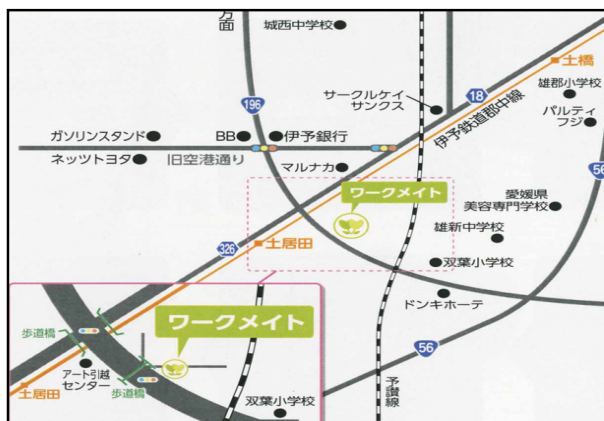 方面
城西中学校
土橋
18
雄郡小学校
サークルケイ
サンクス
196
伊予鉄道郡中線
パルティ
フジ
ガソリンスタンド
BB
伊予銀行
ネッツトヨタ
旧空港通り
マルナカ
56
ワークメイト
愛媛県
美容専門学校
雄新中学校
326
土居田
双葉小学校
ドンキホーテ
ワークメイト
歩道橋
56
アート引越
センター
予讃線
土居田
歩道橋
双葉小学校